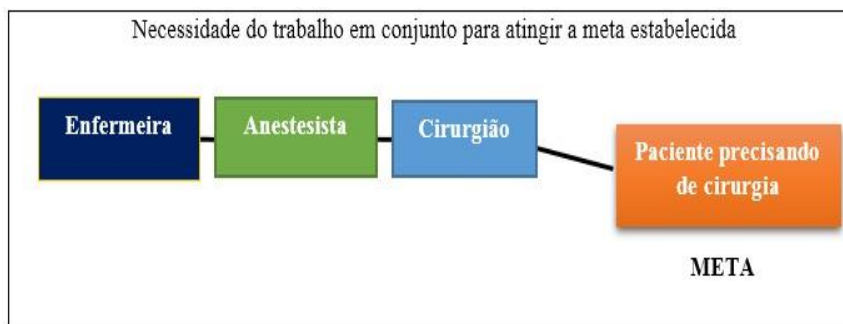 Necessidade do trabalho em conjunto para atingir a meta estabelecida
Enfermeira
Anestesista
Cirurgião
Paciente precisando
de cirurgia
META